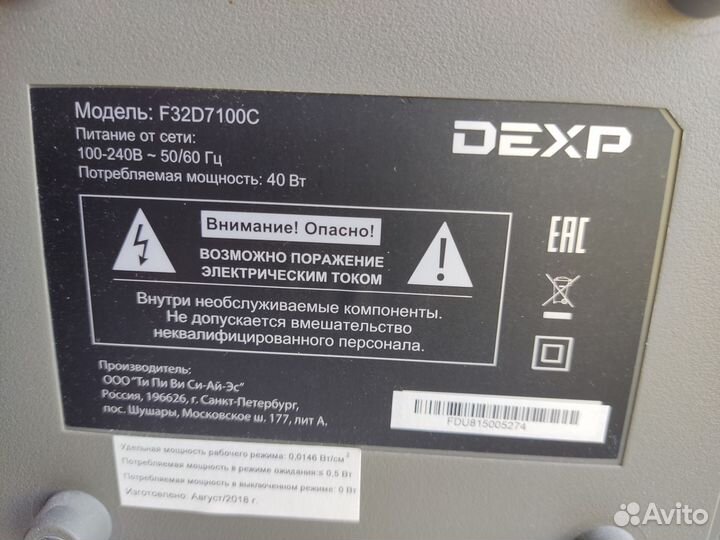 Модель: F32D7100C
Питание от сети:
100-240В ~ 50/60 Гц
Потребляемая мощность: 40 Вт
DEXP
Внимание! Опасно!
ВОЗМОЖНО ПОРАЖЕНИЕ
ЭЛЕКТРИЧЕСКИМ ТОКОМ
Внутри необслуживаемые компоненты.
Не допускается вмешательство
неквалифицированного персонала.
EAC
Производитель:
ООО "Ти Пи Ви Си-Ай-Эс"
Россия, 196626, г. Санкт-Петербург,
пос. Шушары, Московское ш. 177, лит А.
FDU815005274
Удельная мощность рабочего режима: 0,0146 Вт/см²
Потребляемая мощность в режиме ожидания:≤ 0,5 Вт
Потребляемая мощность в выключенном режиме: 0 Вт
Изготовлено: Август/2018 г.
Avito